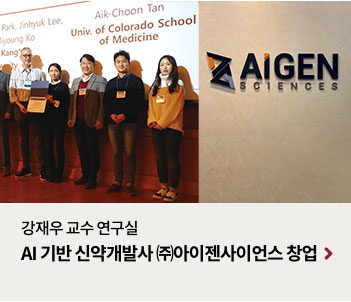 Park, Jinhyuk Lee,
Miyoung Ko
Kang
Aik-Choon Tan
Univ. of Colorado School
of Medicine
AIGEN
SCIENCES
강재우 교수 연구실
AI 기반 신약개발사 ㈜아이젠사이언스 창업